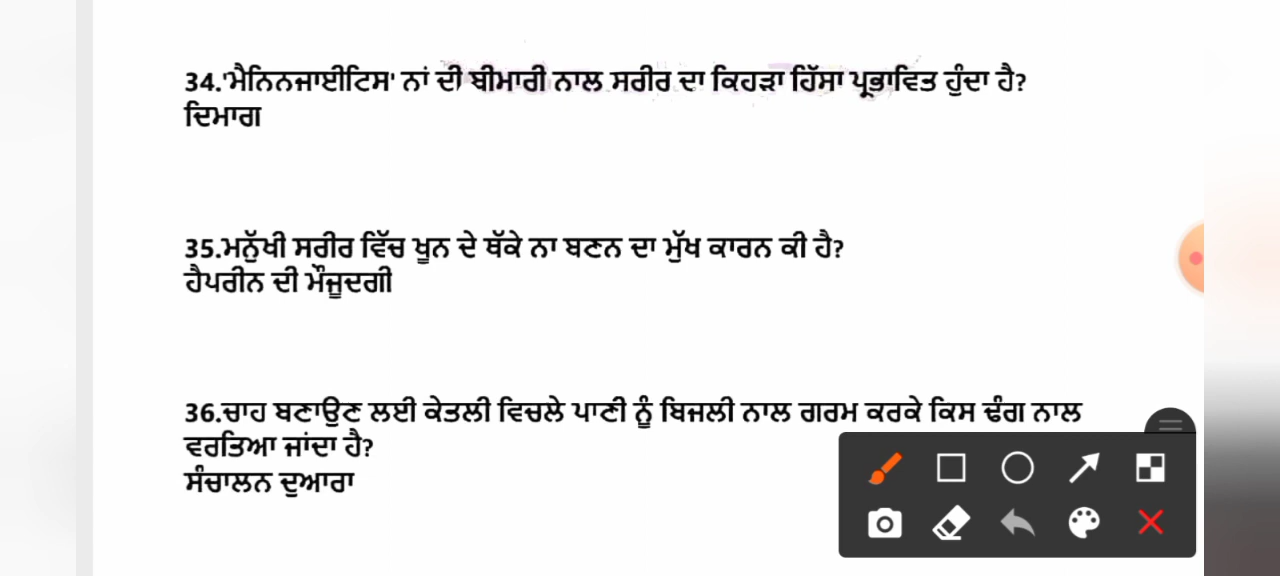 34.'ਮੈਨਿਨਜਾਈਟਿਸ' ਨਾਂ ਦੀ ਬੀਮਾਰੀ ਨਾਲ ਸਰੀਰ ਦਾ ਕਿਹੜਾ ਹਿੱਸਾ ਪ੍ਰਭਾਵਿਤ ਹੁੰਦਾ ਹੈ?
ਦਿਮਾਗ
35.ਮਨੁੱਖੀ ਸਰੀਰ ਵਿੱਚ ਖੂਨ ਦੇ ਥੱਕੇ ਨਾ ਬਣਨ ਦਾ ਮੁੱਖ ਕਾਰਨ ਕੀ ਹੈ?
ਹੈਪਰੀਨ ਦੀ ਮੌਜੂਦਗੀ
36.ਚਾਹ ਬਣਾਉਣ ਲਈ ਕੇਤਲੀ ਵਿਚਲੇ ਪਾਣੀ ਨੂੰ ਬਿਜਲੀ ਨਾਲ ਗਰਮ ਕਰਕੇ ਕਿਸ ਢੰਗ ਨਾਲ
ਵਰਤਿਆ ਜਾਂਦਾ ਹੈ?
ਸੰਚਾਲਨ ਦੁਆਰਾ